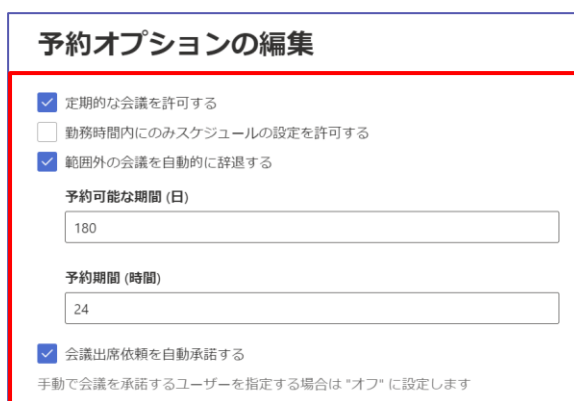 予約オプションの編集
定期的な会議を許可する
勤務時間内にのみスケジュールの設定を許可する
範囲外の会議を自動的に辞退する
予約可能な期間 (日)
180
予約期間 (時間)
24
会議出席依頼を自動承諾する
手動で会議を承諾するユーザーを指定する場合は "オフ" に設定します